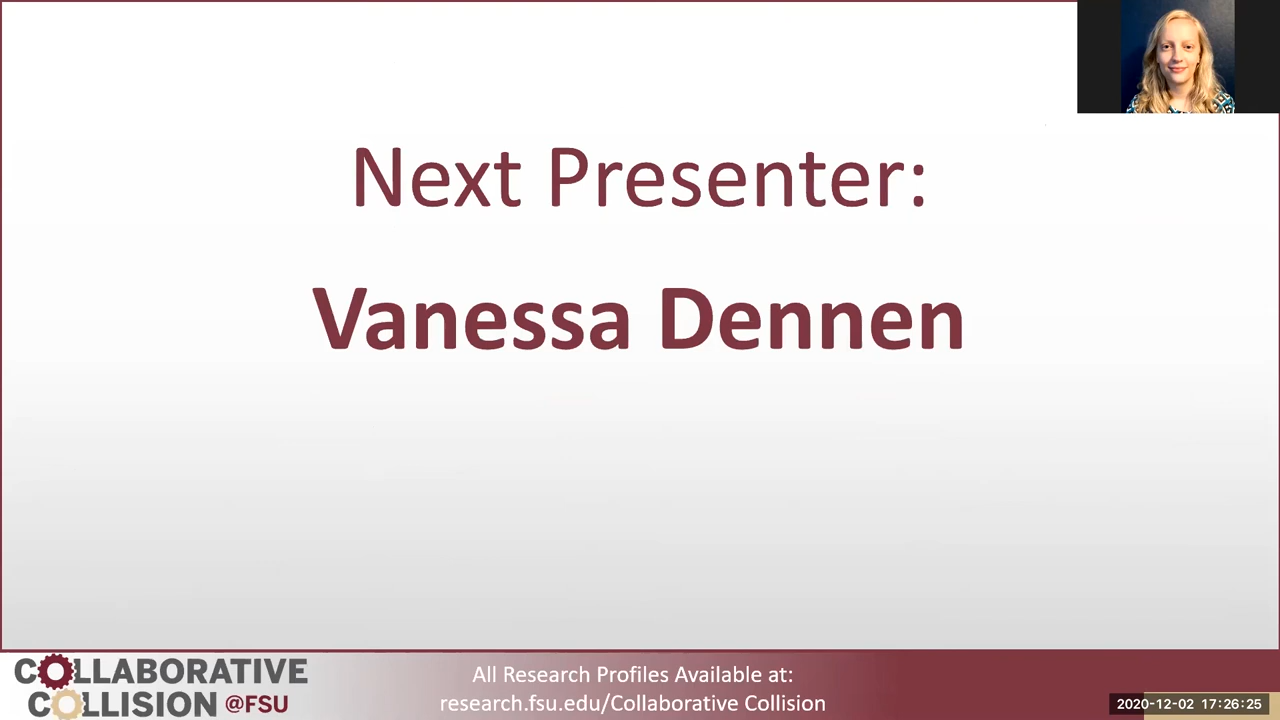 Next Presenter:
Vanessa Dennen
COLLABORATIVE
COLLISION @FSU
All Research Profiles Available at:
research.fsu.edu/Collaborative Collision
2020-12-02 17:26:25